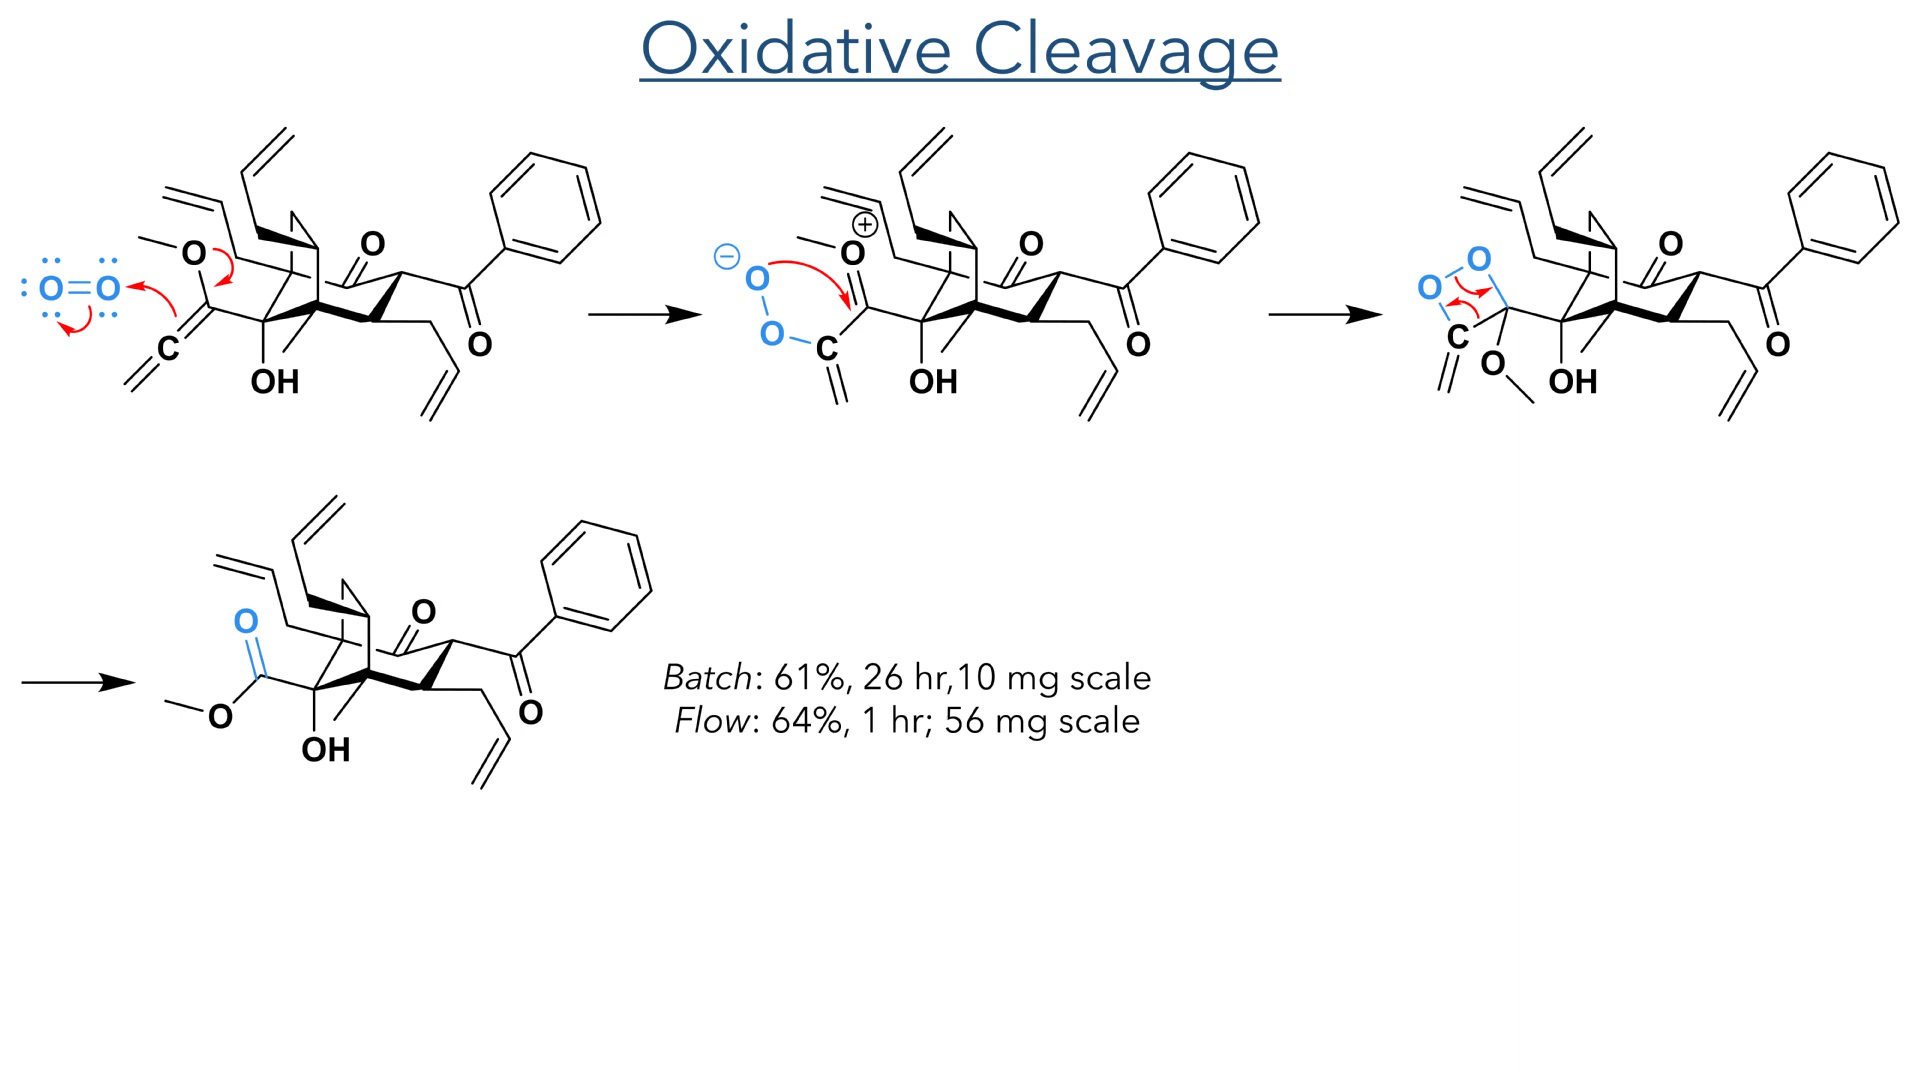 Oxidative Cleavage
O O O
O=O
C
OH
O
⊕
⊖
O
O
O
O
C
OH
O
O
O
O
C
O
OH
O
O
O
O
OH
O
Batch: 61%, 26 hr,10 mg scale
Flow: 64%, 1 hr; 56 mg scale